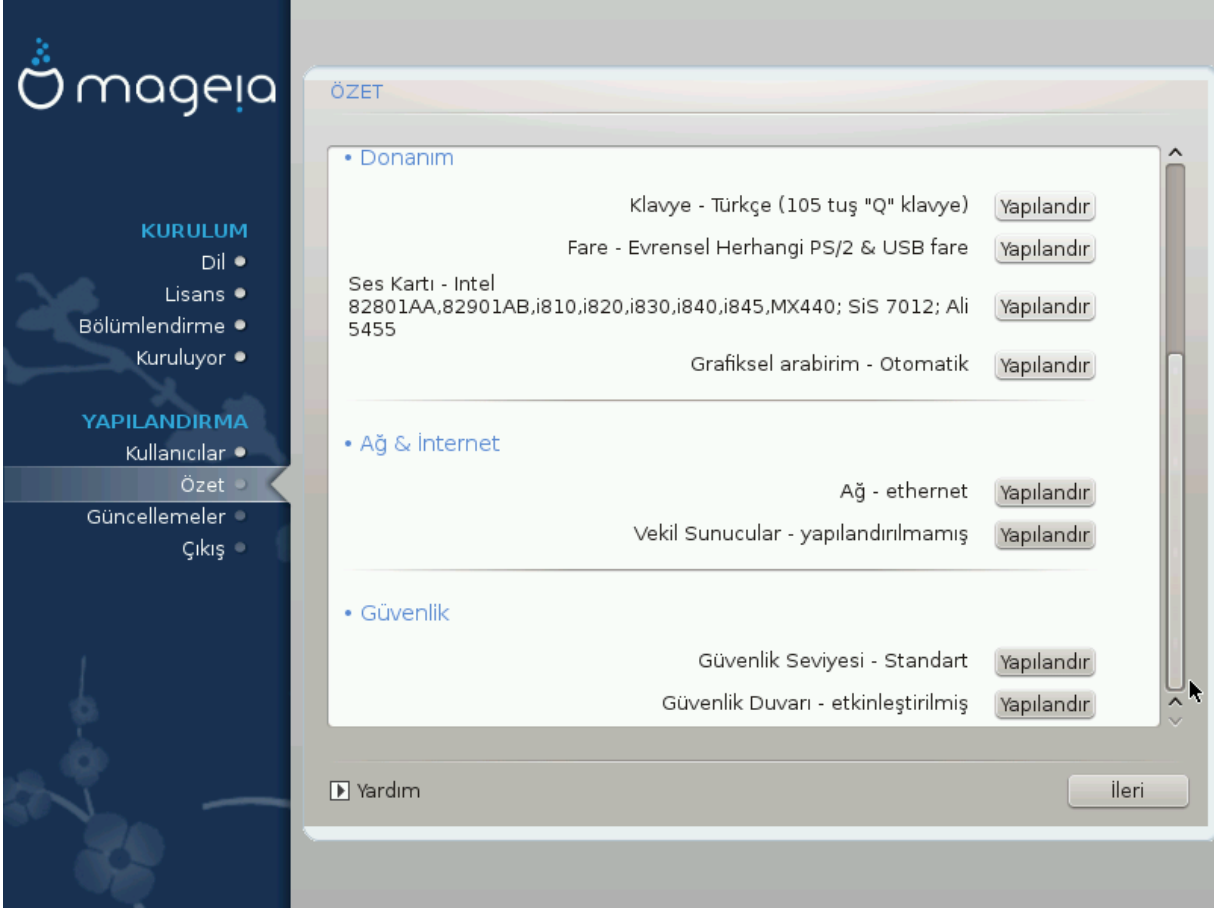 mageia
KURULUM
Dil
Lisans
Bölümlendirme
Kuruluyor
YAPILANDIRMA
Kullanıcılar
Özet
Güncellemeler
Çıkış
ÖZET
• Donanım
Klavye - Türkçe (105 tuş "Q" klavye) Yapılandır
Fare - Evrensel Herhangi PS/2 & USB fare Yapılandır
Ses Kartı - Intel
82801AA,82901AB,i810,i820,i830,i840,i845,MX440; SiS 7012; Ali Yapılandır
5455
Grafiksel arabirim - Otomatik Yapılandır
• Ağ & İnternet
Ağ - ethernet Yapılandır
Vekil Sunucular - yapılandırılmamış Yapılandır
• Güvenlik
Güvenlik Seviyesi - Standart Yapılandır
Güvenlik Duvarı - etkinleştirilmiş Yapılandır
Yardım
İleri